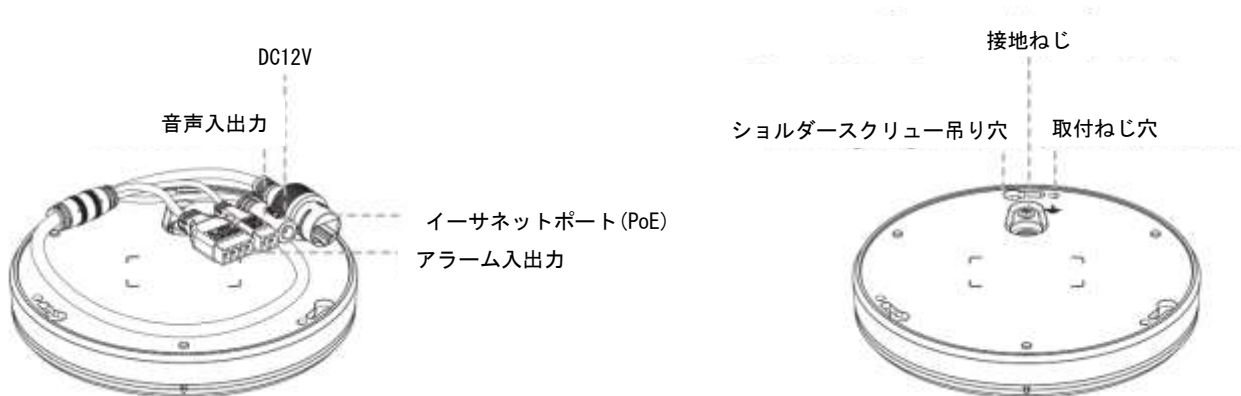 DC12V
音声入出力
イーサネットポート(PoE)
アラーム入出力
接地ねじ
ショルダースクリュー吊り穴
取付ねじ穴